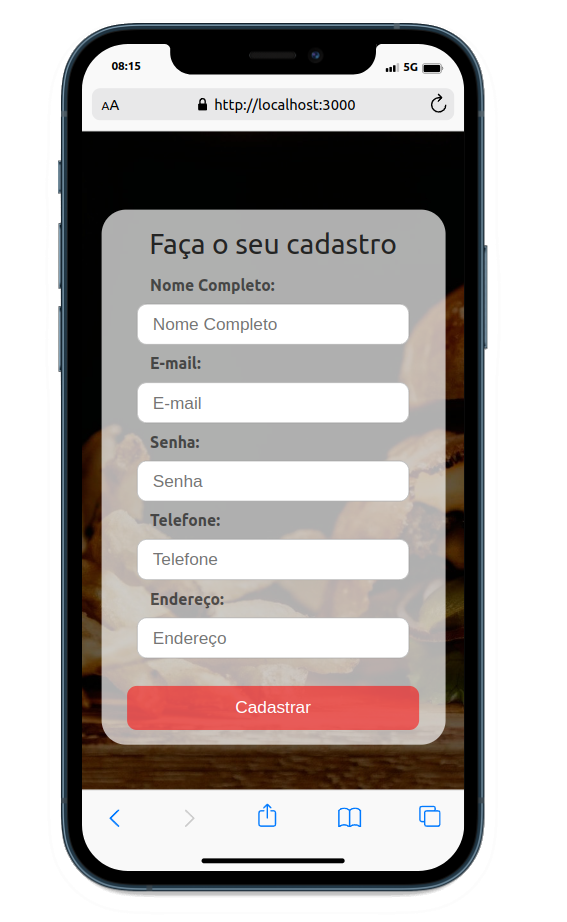 08:15
5G
AA
http://localhost:3000
Faça o seu cadastro
Nome Completo:
Nome Completo
E-mail:
E-mail
Senha:
Senha
Telefone:
Telefone
Endereço:
Endereço
Cadastrar